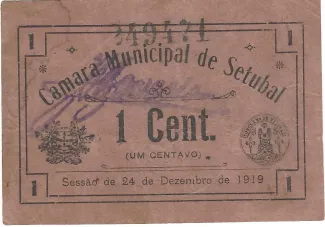 349471
1 1
Camara Municipal de Setubal
1 Cent.
(UM CENTAVO)
Sessão de 24 de Dezembro de 1919
1 1